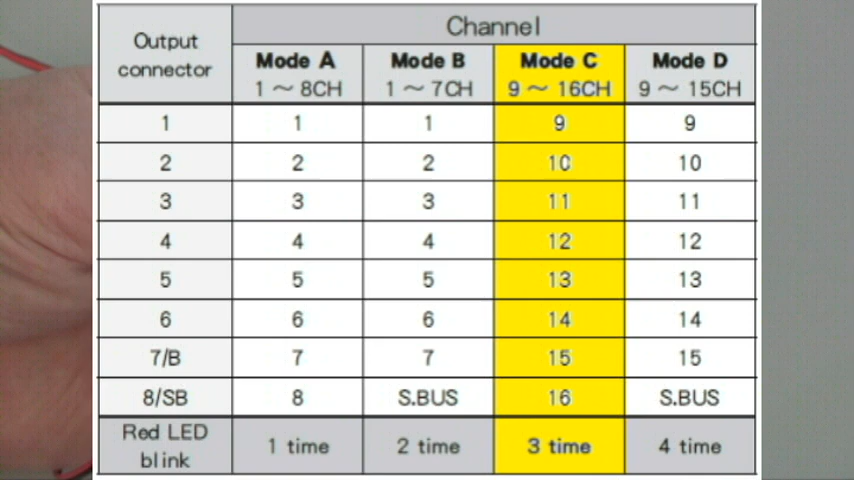 Output connector Channel
Mode A Mode B Mode C Mode D
1 ~ 8CH 1 ~ 7CH 9 ~ 16CH 9 ~ 15CH
1 1 1 9 9
2 2 2 10 10
3 3 3 11 11
4 4 4 12 12
5 5 5 13 13
6 6 6 14 14
7/B 7 7 15 15
8/SB 8 S.BUS 16 S.BUS
Red LED blink 1 time 2 time 3 time 4 time